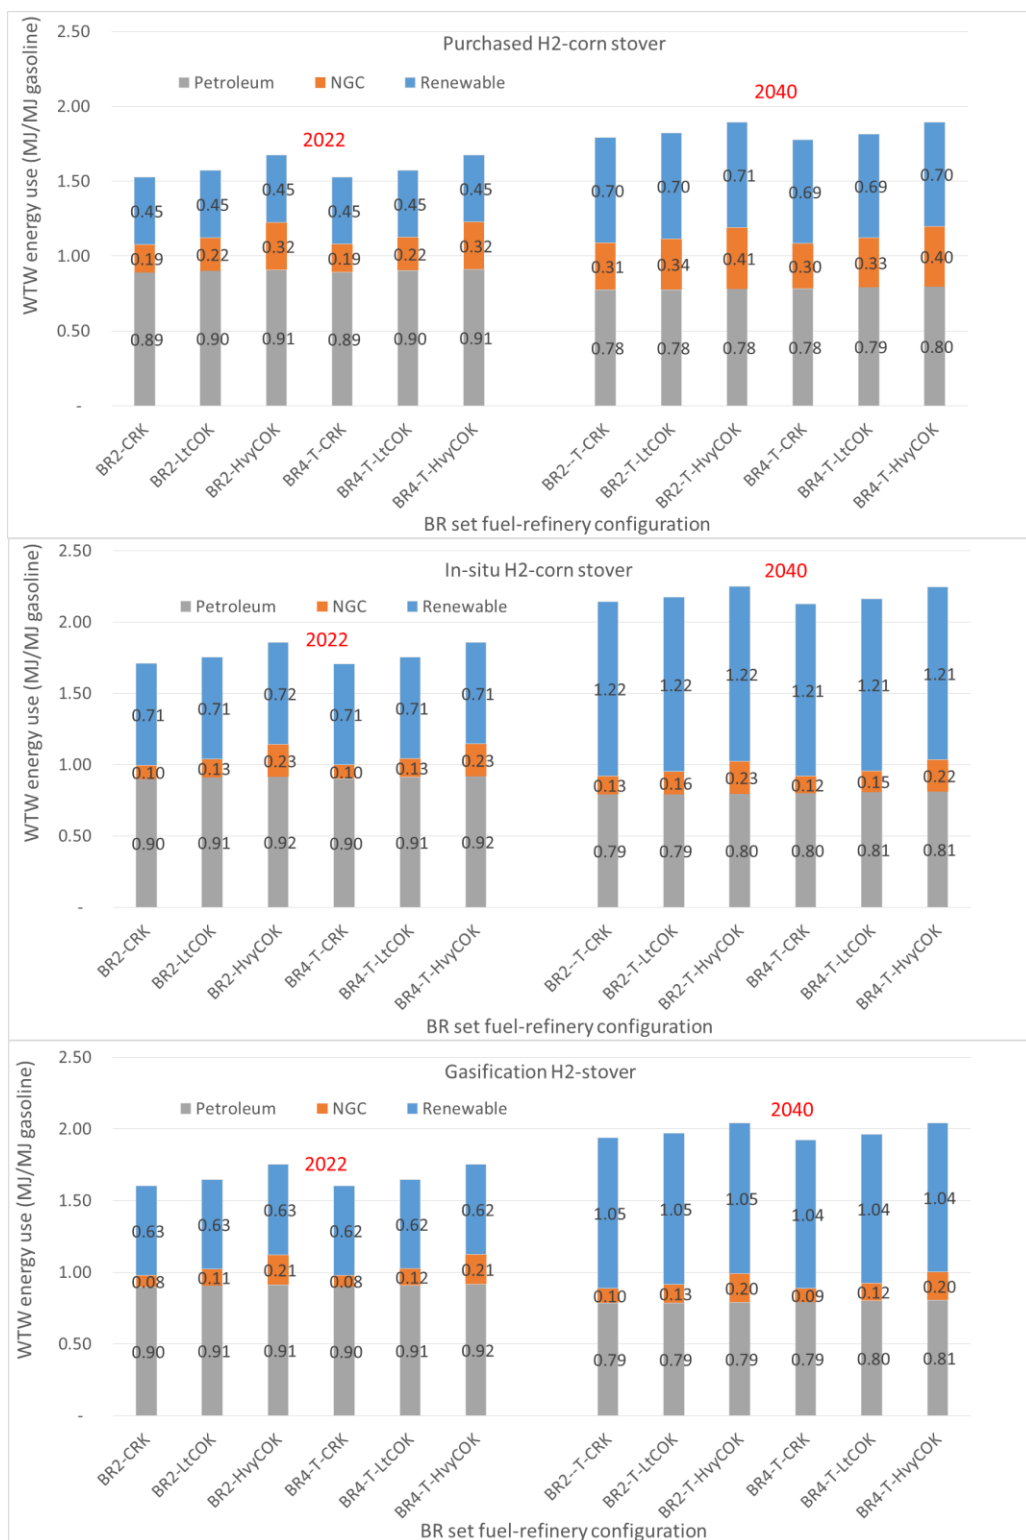 2.50
Purchased H2-corn stover
Petroleum NGC Renewable
2040
2.00
2022
1.50
1.00
0.50
-
WTW energy use (MJ/MJ gasoline)
0.45 0.45 0.45 0.45 0.45 0.45 0.70 0.70 0.71 0.69 0.69 0.70
0.19 0.22 0.32 0.19 0.22 0.32 0.31 0.34 0.41 0.30 0.33 0.40
0.89 0.90 0.91 0.89 0.90 0.91 0.78 0.78 0.78 0.78 0.79 0.80
BR2-CRK BR2-LtCOK BR2-HvyCOK BR4-T-CRK BR4-T-LtCOK BR4-T-HvyCOK BR2--T-CRK BR2-T-LtCOK BR2-T-HvyCOK BR4-T-CRK BR4-T-LtCOK BR4-T-HvyCOK
BR set fuel-refinery configuration
2.50
In-situ H2-corn stover
2040
Petroleum NGC Renewable
2.00
2022
1.50
1.00
0.50
-
WTW energy use (MJ/MJ gasoline)
0.71 0.71 0.72 0.71 0.71 0.71 1.22 1.22 1.22 1.21 1.21 1.21
0.10 0.13 0.23 0.10 0.13 0.23 0.13 0.16 0.23 0.12 0.15 0.22
0.90 0.91 0.92 0.90 0.91 0.92 0.79 0.79 0.80 0.80 0.81 0.81
BR2-CRK BR2-LtCOK BR2-HvyCOK BR4-T-CRK BR4-T-LtCOK BR4-T-HvyCOK BR2--T-CRK BR2-T-LtCOK BR2-T-HvyCOK BR4-T-CRK BR4-T-LtCOK BR4-T-HvyCOK
BR set fuel-refinery configuration
2.50
Gasification H2-stover
Petroleum NGC Renewable
2040
2.00
2022
1.50
1.00
0.50
-
WTW energy use (MJ/MJ gasoline)
0.63 0.63 0.63 0.62 0.62 0.62 1.05 1.05 1.05 1.04 1.04 1.04
0.08 0.11 0.21 0.08 0.12 0.21 0.10 0.13 0.20 0.09 0.12 0.20
0.90 0.91 0.91 0.90 0.91 0.92 0.79 0.79 0.79 0.79 0.80 0.81
BR2-CRK BR2-LtCOK BR2-HvyCOK BR4-T-CRK BR4-T-LtCOK BR4-T-HvyCOK BR2--T-CRK BR2-T-LtCOK BR2-T-HvyCOK BR4-T-CRK BR4-T-LtCOK BR4-T-HvyCOK
BR set fuel-refinery configuration